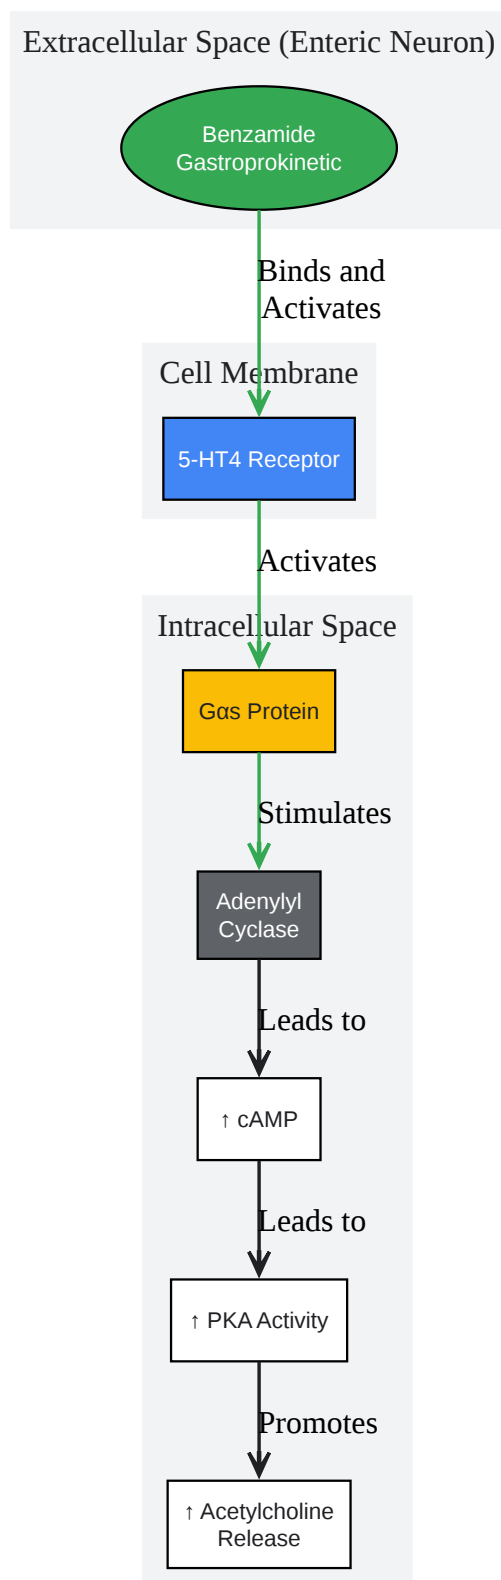 Extracellular Space (Enteric Neuron)
Benzamide
Gastroprokinetic
Binds and
Activates
Cell Membrane
5-HT4 Receptor
Activates
Intracellular Space
Gαs Protein
Stimulates
Adenylyl
Cyclase
Leads to
↑ cAMP
Leads to
↑ PKA Activity
Promotes
↑ Acetylcholine
Release